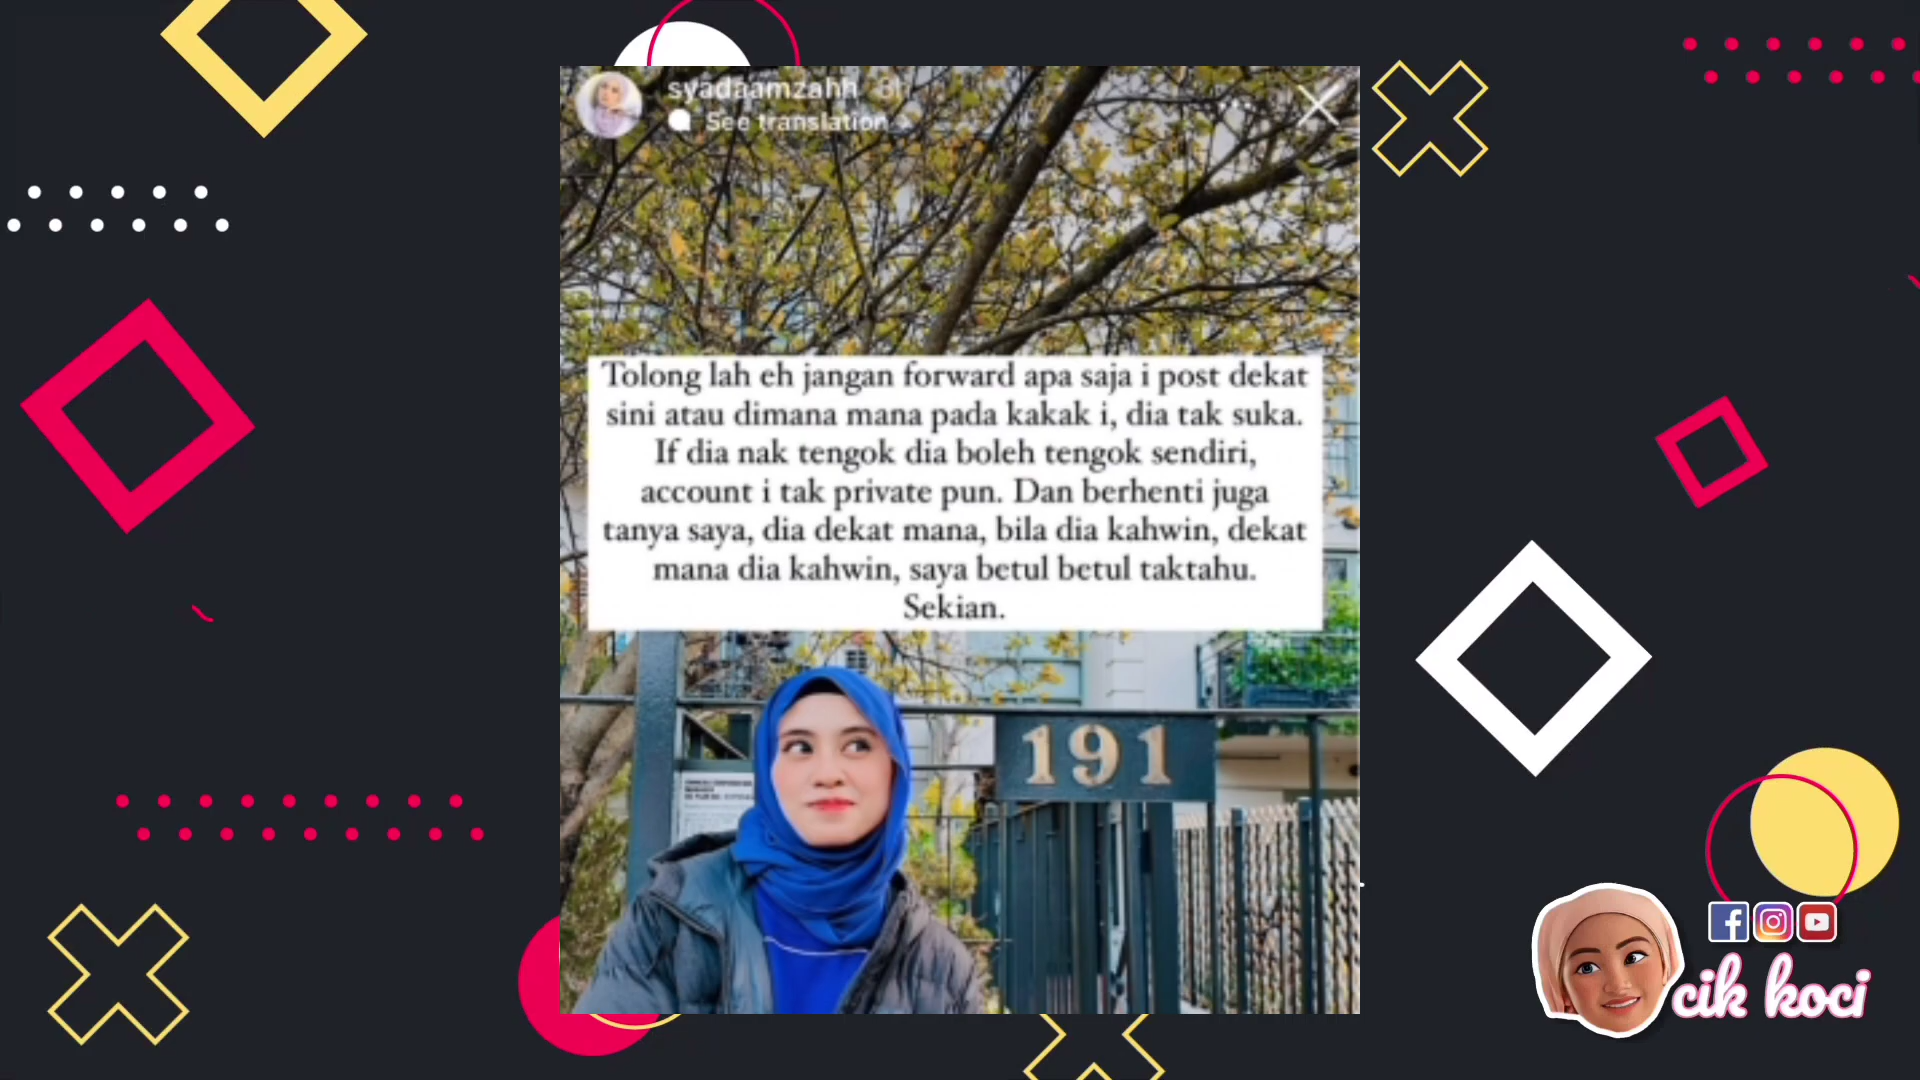 syadaamzahh 8h
See translation
Tolong lah eh jangan forward apa saja i post dekat
sini atau dimana mana pada kakak i, dia tak suka.
If dia nak tengok dia boleh tengok sendiri,
account i tak private pun. Dan berhenti juga
tanya saya, dia dekat mana, bila dia kahwin, dekat
mana dia kahwin, saya betul betul taktahu.
Sekian.
191
cik koci